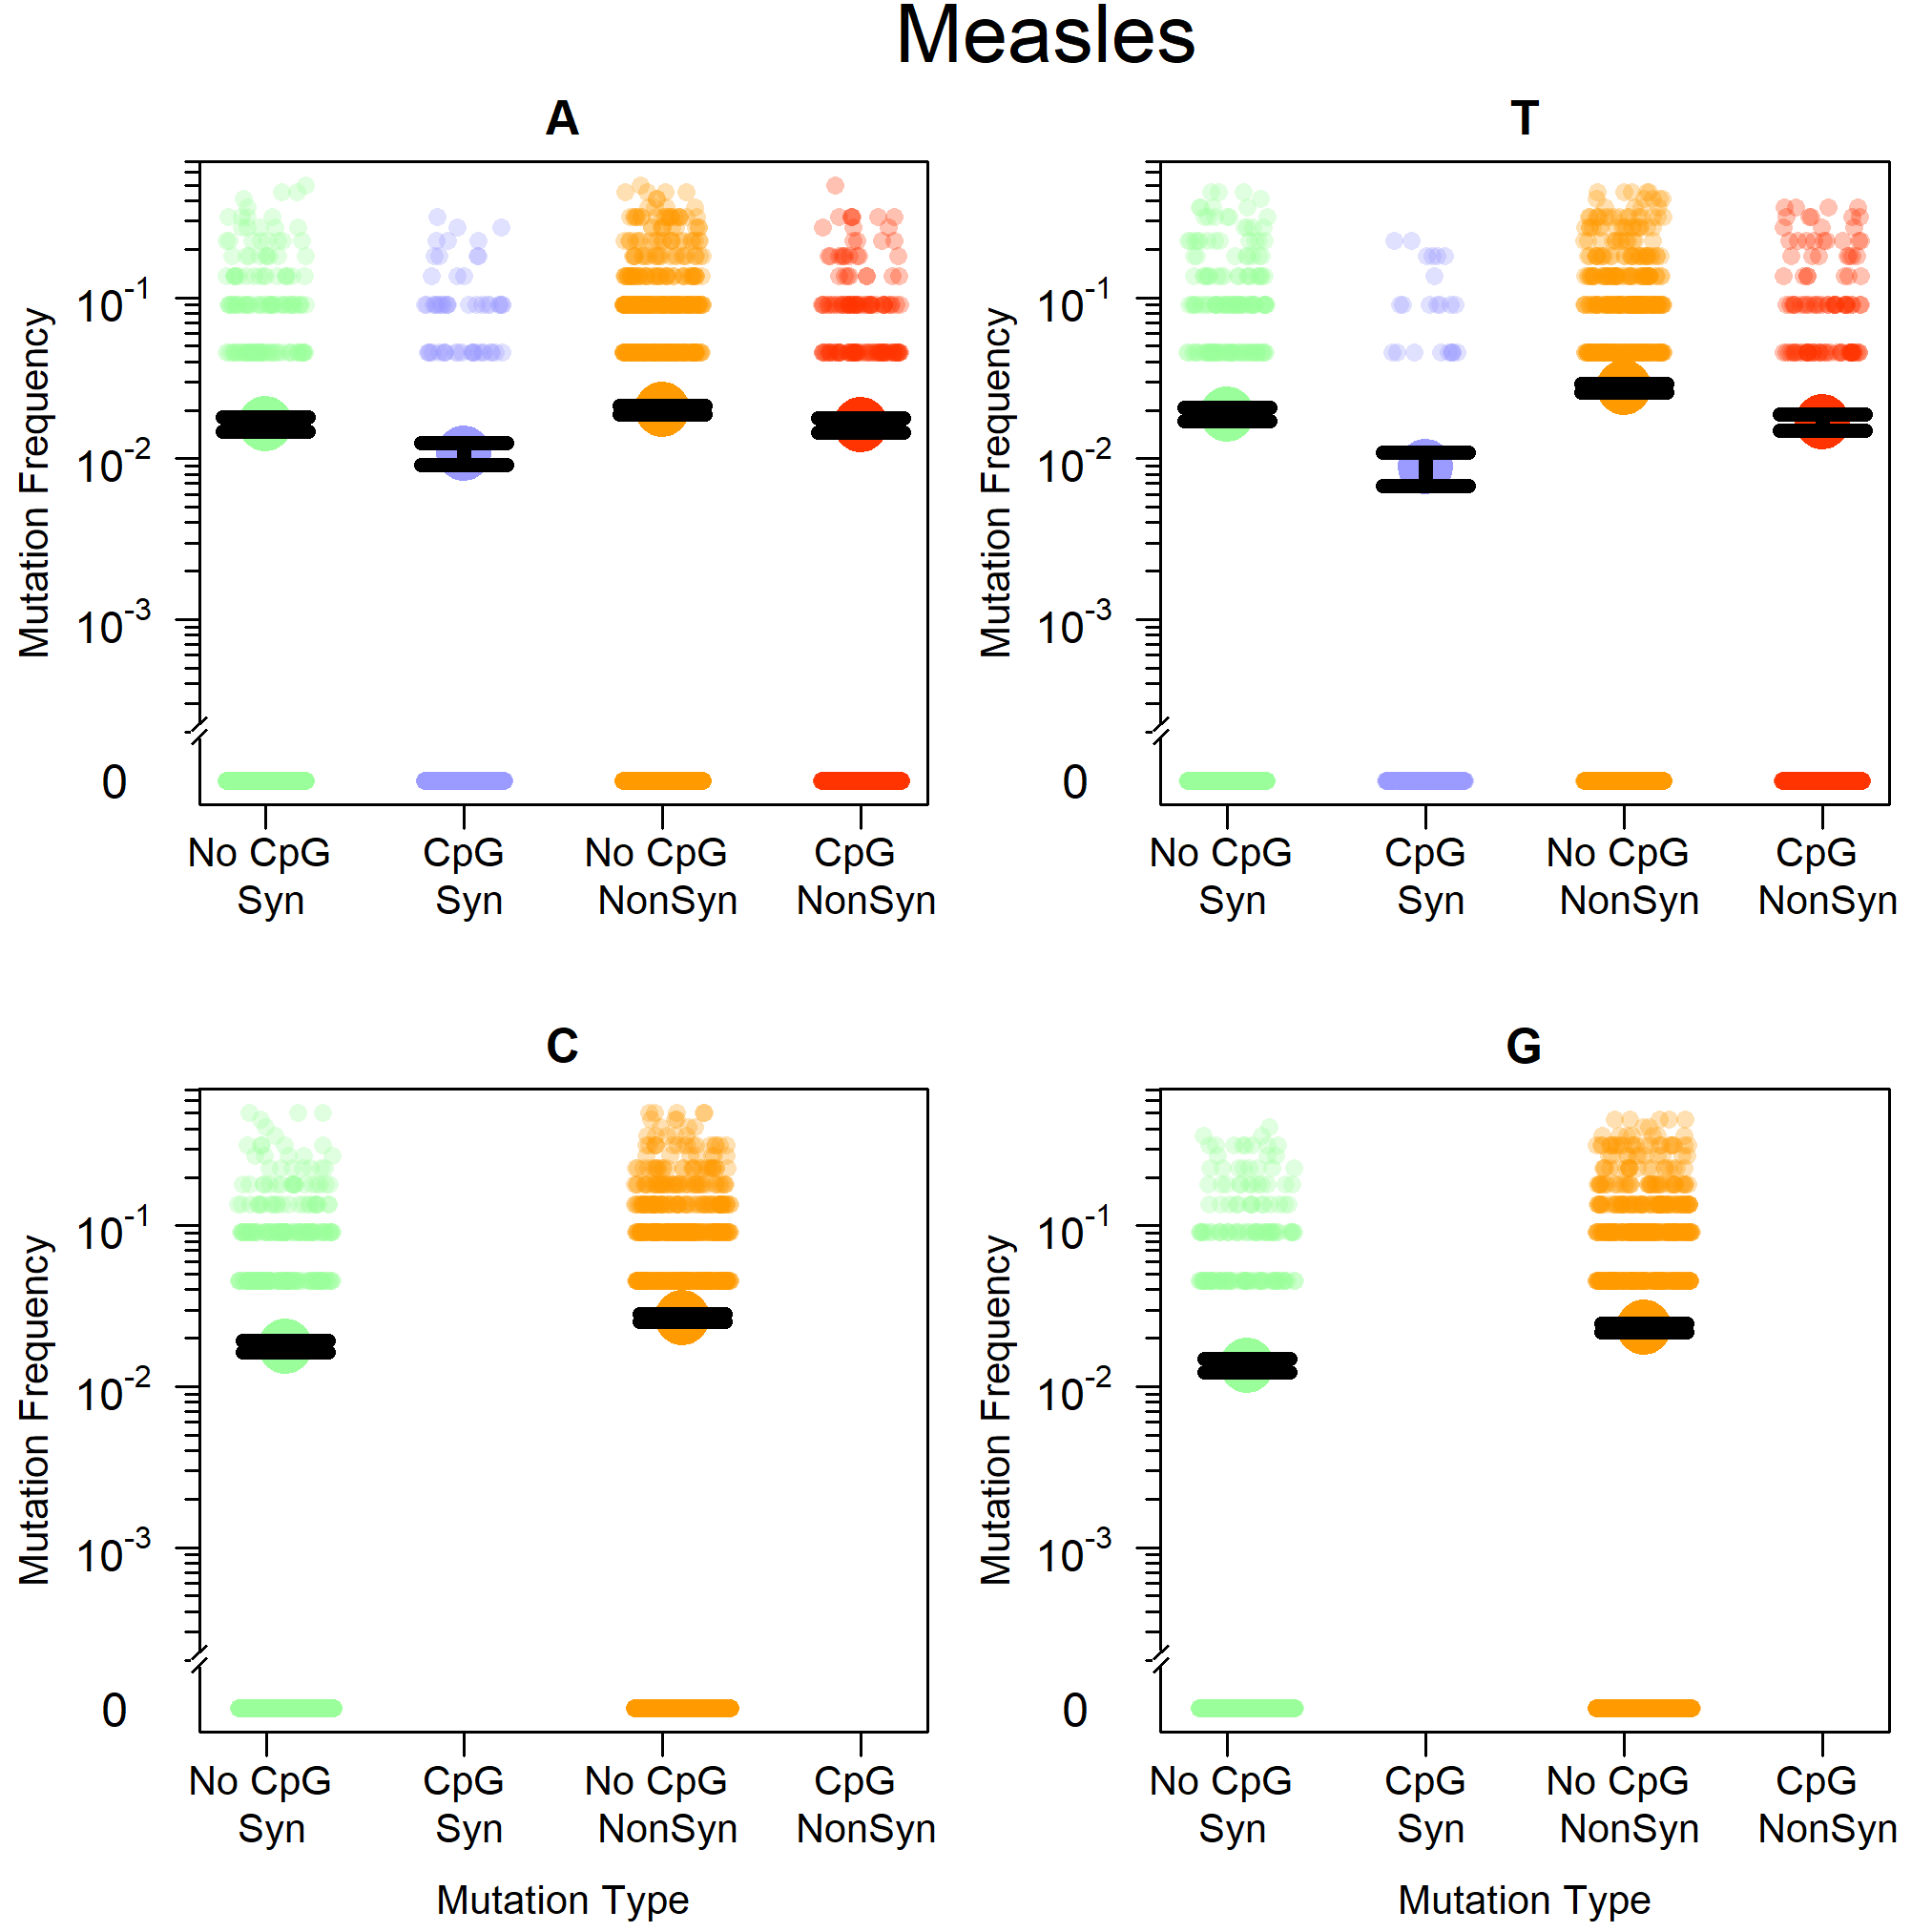 Measles
A
Mutation Frequency
10-1
10-2
10-3
0
No CpG CpG No CpG CpG
Syn Syn NonSyn NonSyn
T
Mutation Frequency
10-1
10-2
10-3
0
No CpG CpG No CpG CpG
Syn Syn NonSyn NonSyn
C
Mutation Frequency
10-1
10-2
10-3
0
No CpG CpG No CpG CpG
Syn Syn NonSyn NonSyn
Mutation Type
G
Mutation Frequency
10-1
10-2
10-3
0
No CpG CpG No CpG CpG
Syn Syn NonSyn NonSyn
Mutation Type